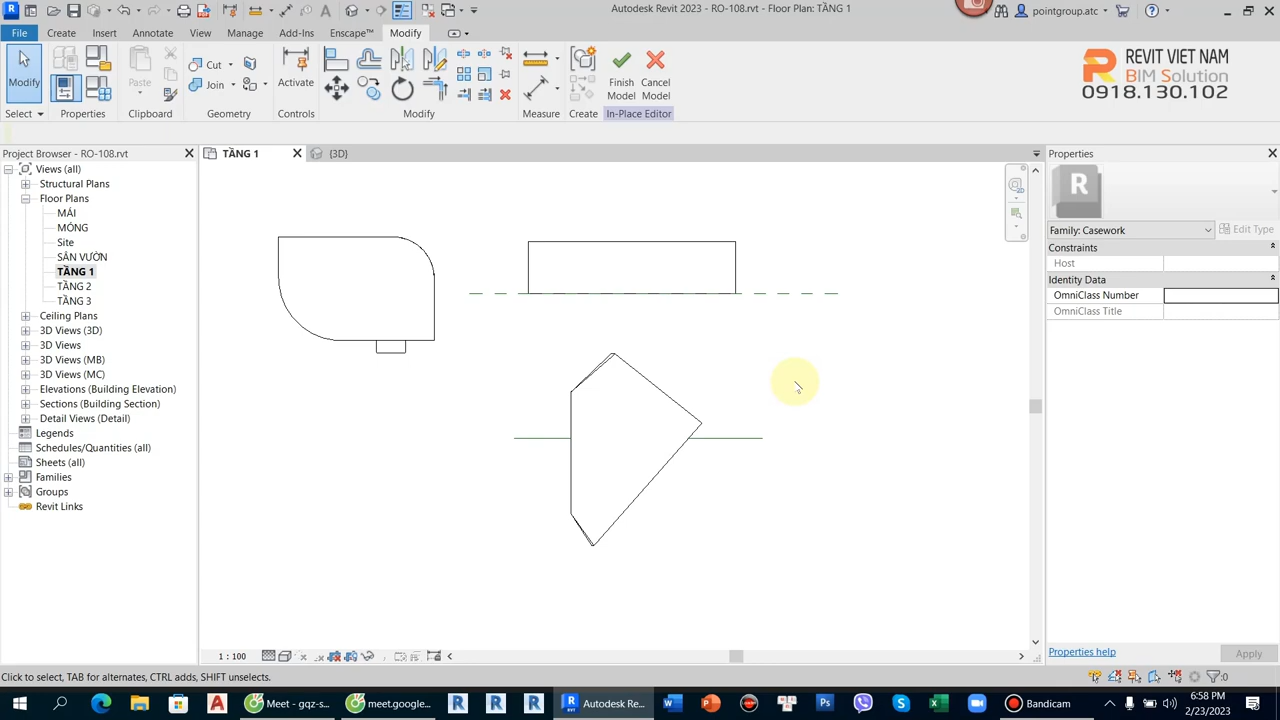 Autodesk Revit 2023 - RO-108.rvt - Floor Plan: TẦNG 1
pointgroup.atc
File Create Insert Annotate View Manage Add-Ins Enscape™ Modify
Modify Paste Cut Join Activate Finish Model Cancel Model
Select Properties Clipboard Geometry Controls Modify Measure Create In-Place Editor
REVIT VIET NAM
BIM Solution
0918.130.102
Project Browser - RO-108.rvt
TẦNG 1
(3D)
Properties
Views (all)
Structural Plans
Floor Plans
MÁI
MÓNG
Site
SÂN VƯỜN
TẦNG 1
TẦNG 2
TẦNG 3
Ceiling Plans
3D Views (3D)
3D Views
3D Views (MB)
3D Views (MC)
Elevations (Building Elevation)
Sections (Building Section)
Detail Views (Detail)
Legends
Schedules/Quantities (all)
Sheets (all)
Families
Groups
Revit Links
R
Family: Casework
Edit Type
Constraints
Host
Identity Data
OmniClass Number
OmniClass Title
Properties help
Apply
1 : 100
Click to select, TAB for alternates, CTRL adds, SHIFT unselects.
:0
Meet - gqz-s...
meet.google...
Autodesk Re...
Bandicam
6:58 PM
2/23/2023